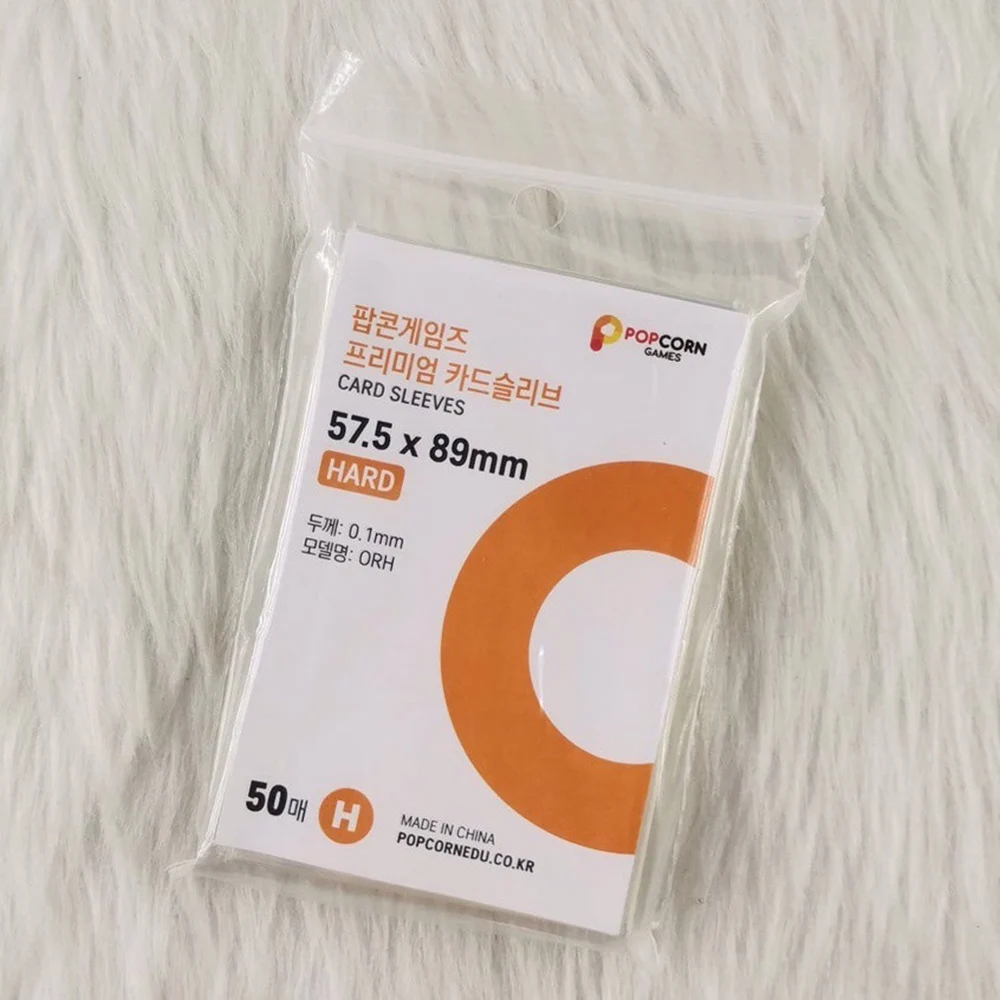 POPCORN
GAMES
팝콘게임즈
프리미엄 카드슬리브
CARD SLEEVES
57.5 x 89mm
HARD
두께: 0.1mm
모델명: ORH
50매 H
MADE IN CHINA
POPCORNEDU.CO.KR